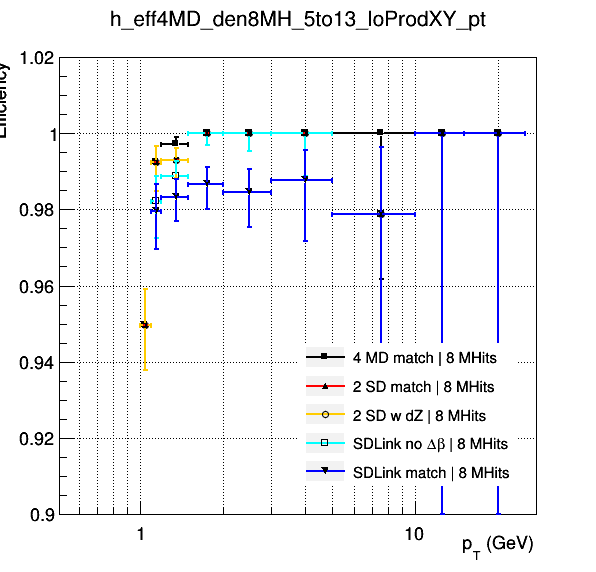 h_eff4MD_den8MH_5to13_loProdXY_pt
Efficiency
1.02
1
0.98
0.96
0.94
0.92
0.9
4 MD match | 8 MHits
2 SD match | 8 MHits
2 SD w dZ | 8 MHits
SDLink no Δβ | 8 MHits
SDLink match | 8 MHits
1
10
p_T (GeV)